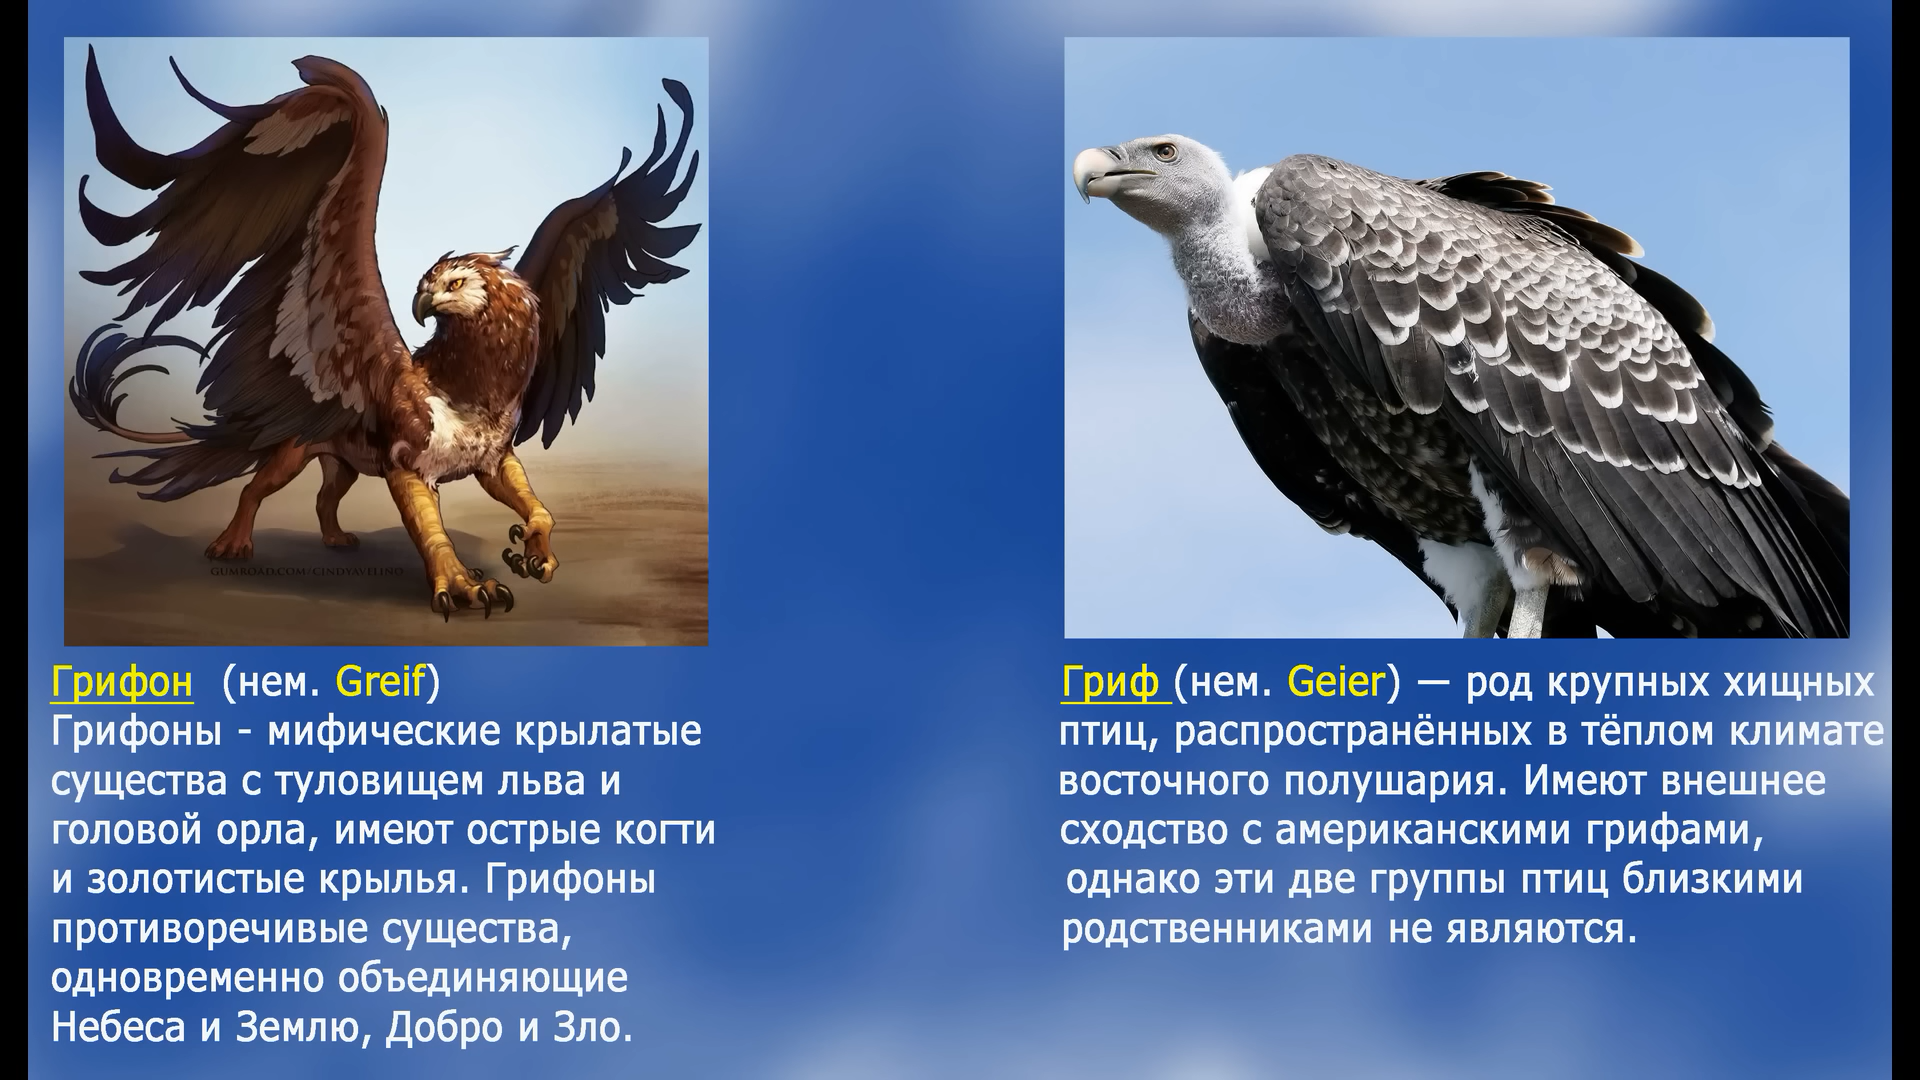 GUMROAD.COM/CINDYAVELINO
Грифон (нем. Greif)
Грифоны - мифические крылатые
существа с туловищем льва и
головой орла, имеют острые когти
и золотистые крылья. Грифоны
противоречивые существа,
одновременно объединяющие
Небеса и Землю, Добро и Зло.
Гриф (нем. Geier) — род крупных хищных
птиц, распространённых в тёплом климате
восточного полушария. Имеют внешнее
сходство с американскими грифами,
однако эти две группы птиц близкими
родственниками не являются.